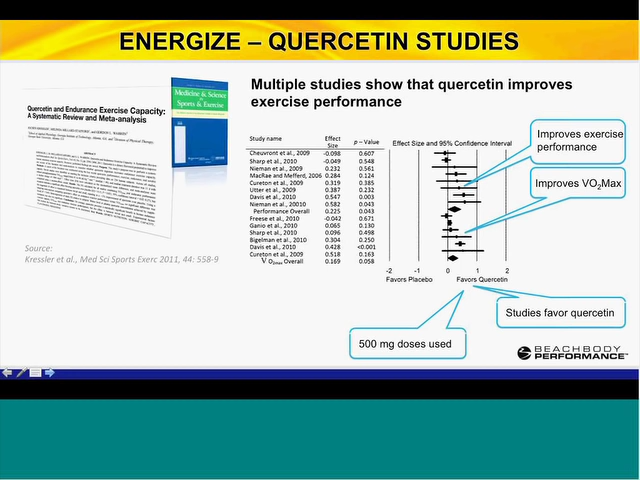 ENERGIZE – QUERCETIN STUDIES
Quercetin and Endurance Exercise Capacity:
A Systematic Review and Meta-analysis
Medicine & Science
Sports & Exercise
Multiple studies show that quercetin improves
exercise performance
Study name Effect Size p – Value Effect Size and 95% Confidence Interval
Cheuvront et al., 2009 -0.098 0.607
Sharp et al., 2010 -0.049 0.548
Nieman et al., 2009 0.232 0.561
MacRae and Mefferd, 2006 0.284 0.124
Cureton et al., 2009 0.319 0.385
Utter et al., 2009 0.387 0.232
Davis et al., 2010 0.547 0.003
Nieman et al., 20010 0.582 0.043
Performance Overall 0.225 0.043
Freese et al., 2010 -0.042 0.671
Ganio et al., 2010 0.065 0.130
Sharp et al., 2010 0.096 0.498
Bigelman et al., 2010 0.304 0.250
Davis et al., 2010 0.428 <0.001
Cureton et al., 2009 0.518 0.163
V̇O2max Overall 0.169 0.058
-2 -1 0 1 2
Favors Placebo Favors Quercetin
Improves exercise
performance
Improves VO2Max
Studies favor quercetin
500 mg doses used
Source:
Kressler et al., Med Sci Sports Exerc 2011, 44: 558-9
BEACHBODY
PERFORMANCE™